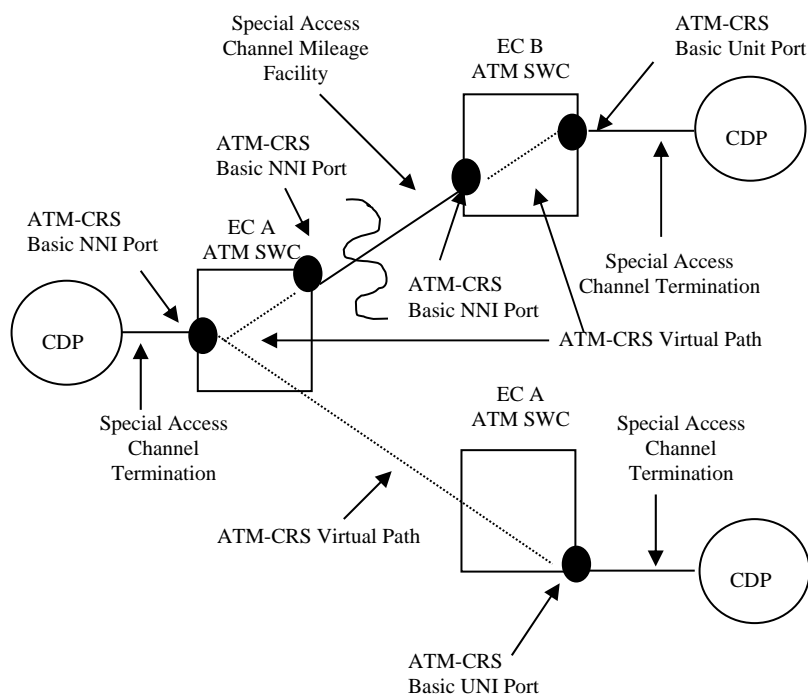 Special Access
Channel Mileage
Facility
EC B
ATM SWC
ATM-CRS
Basic Unit Port
CDP
ATM-CRS
Basic NNI Port
ATM-CRS
Basic NNI Port
EC A
ATM SWC
ATM-CRS
Basic NNI Port
Special Access
Channel Termination
CDP
ATM-CRS Virtual Path
Special Access
Channel
Termination
EC A
ATM SWC
Special Access
Channel
Termination
ATM-CRS Virtual Path
CDP
ATM-CRS
Basic UNI Port